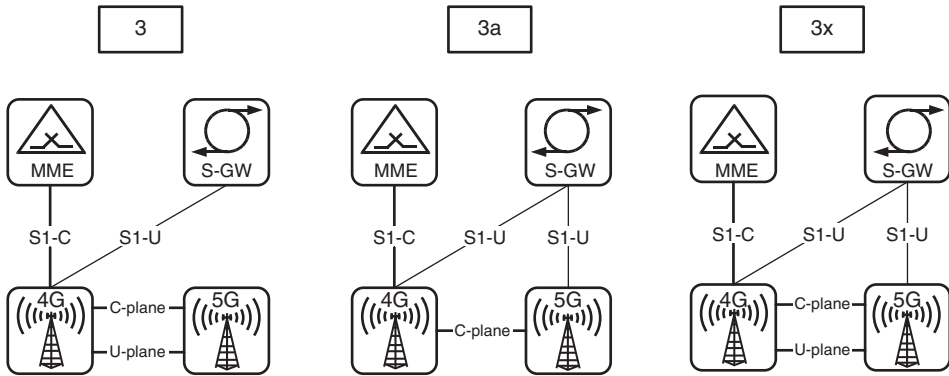 3
3a
3x
MME
S-GW
MME
S-GW
MME
S-GW
S1-C
S1-U
S1-C
S1-U
S1-U
S1-C
S1-U
S1-U
4G
5G
4G
5G
4G
5G
C-plane
U-plane
C-plane
C-plane
U-plane